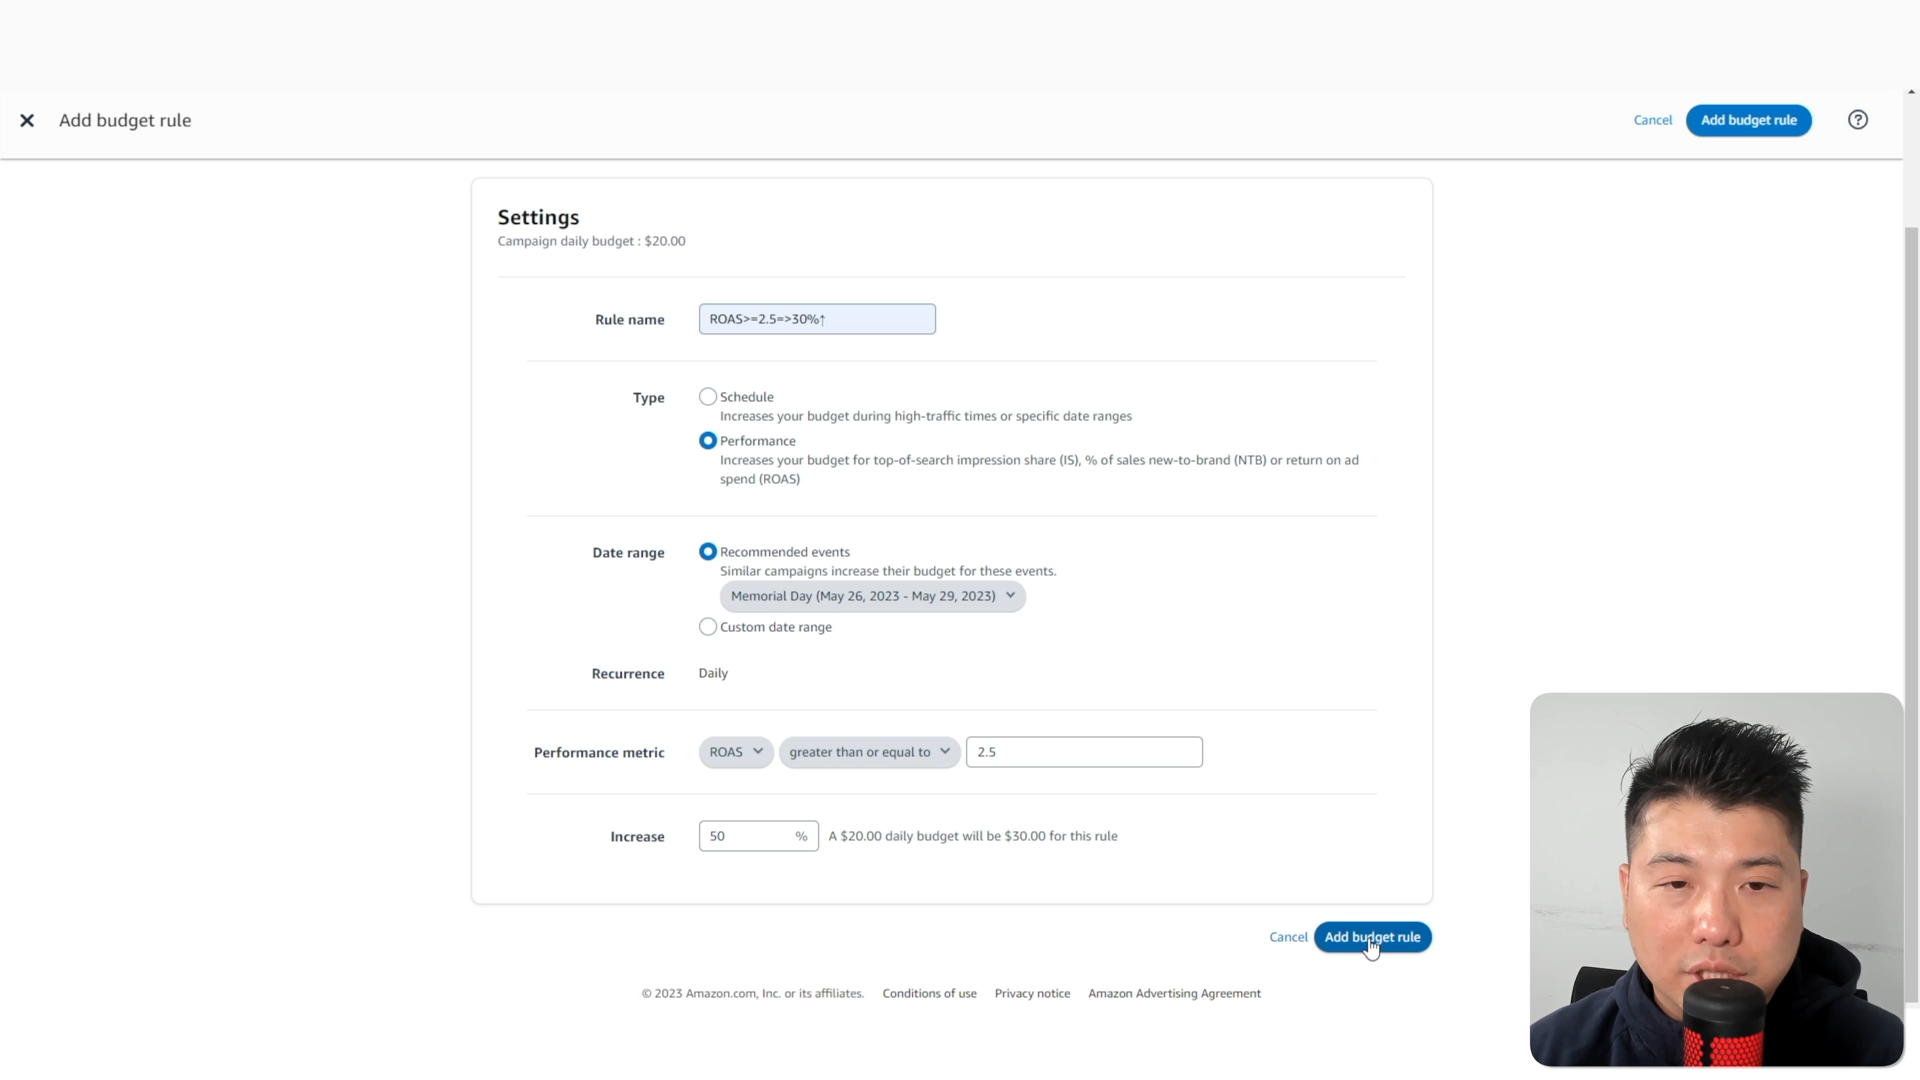 Add budget rule
Cancel
Add budget rule
?
Settings
Campaign daily budget : $20.00
Rule name
ROAS>=2.5=>30%↑
Type
Schedule
Increases your budget during high-traffic times or specific date ranges
Performance
Increases your budget for top-of-search impression share (IS), % of sales new-to-brand (NTB) or return on ad
spend (ROAS)
Date range
Recommended events
Similar campaigns increase their budget for these events.
Memorial Day (May 26, 2023 - May 29, 2023)
Custom date range
Recurrence
Daily
Performance metric
ROAS
greater than or equal to
2.5
Increase
50 %
A $20.00 daily budget will be $30.00 for this rule
Cancel
Add budget rule
© 2023 Amazon.com, Inc. or its affiliates.
Conditions of use
Privacy notice
Amazon Advertising Agreement